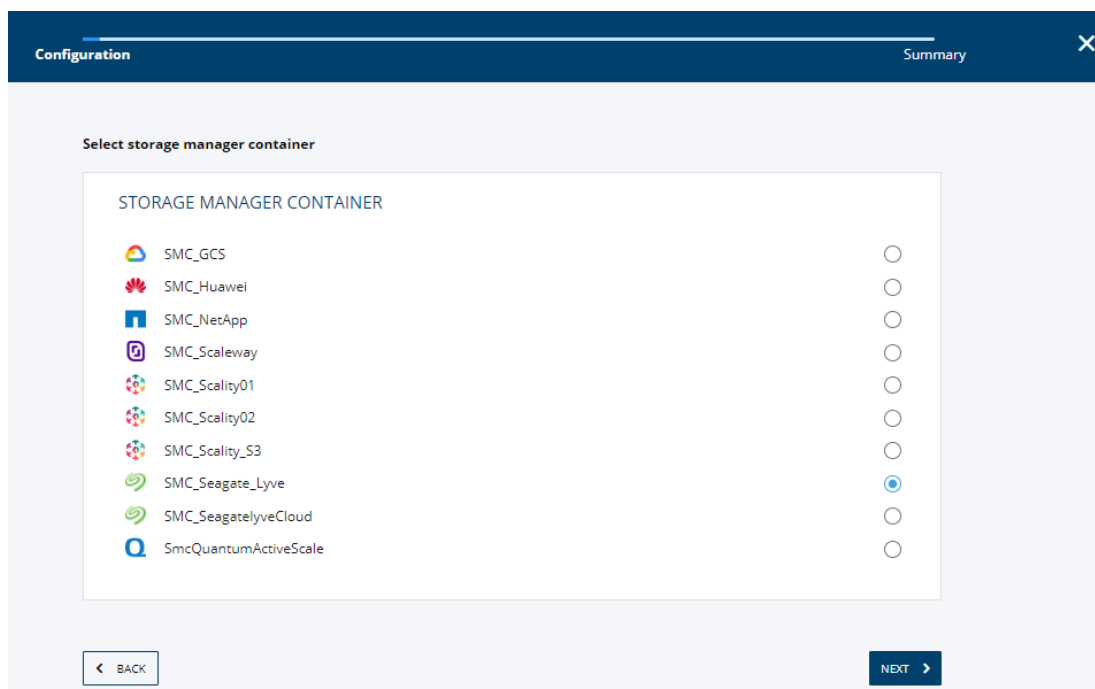 Configuration
Summary
Select storage manager container
STORAGE MANAGER CONTAINER
SMC_GCS
SMC_Huawei
SMC_NetApp
SMC_Scaleway
SMC_Scality01
SMC_Scality02
SMC_Scality_S3
SMC_Seagate_Lyve
SMC_SeagatelyveCloud
SmcQuantumActiveScale
BACK
NEXT